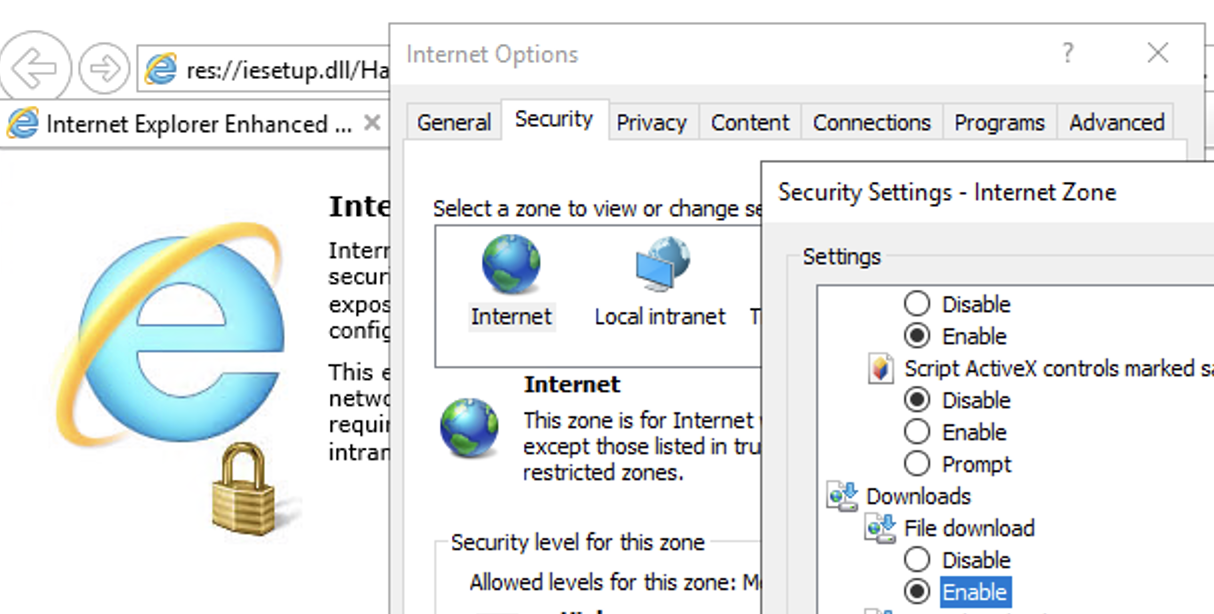 Internet Options
?
res://iesetup.dll/Ha
Internet Explorer Enhanced ...
General Security Privacy Content Connections Programs Advanced
Inte
Intern
securi
expos
config
This e
netwo
requir
intran
Select a zone to view or change se
Internet Local intranet T
Internet
This zone is for Internet
except those listed in tru
restricted zones.
Security level for this zone
Allowed levels for this zone: M
Security Settings - Internet Zone
Settings
Disable
Enable
Script ActiveX controls marked sa
Disable
Enable
Prompt
Downloads
File download
Disable
Enable